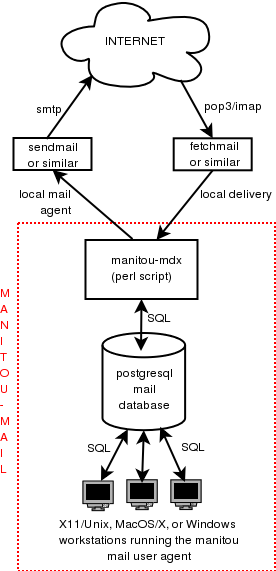 INTERNET
smtp
pop3/imap
sendmail
or similar
fetchmail
or similar
local mail
agent
local delivery
manitou-mdx
(perl script)
SQL
MANITOU-MAIL
postgresql
mail
database
SQL
SQL
X11/Unix, MacOS/X, or Windows
workstations running the manitou
mail user agent